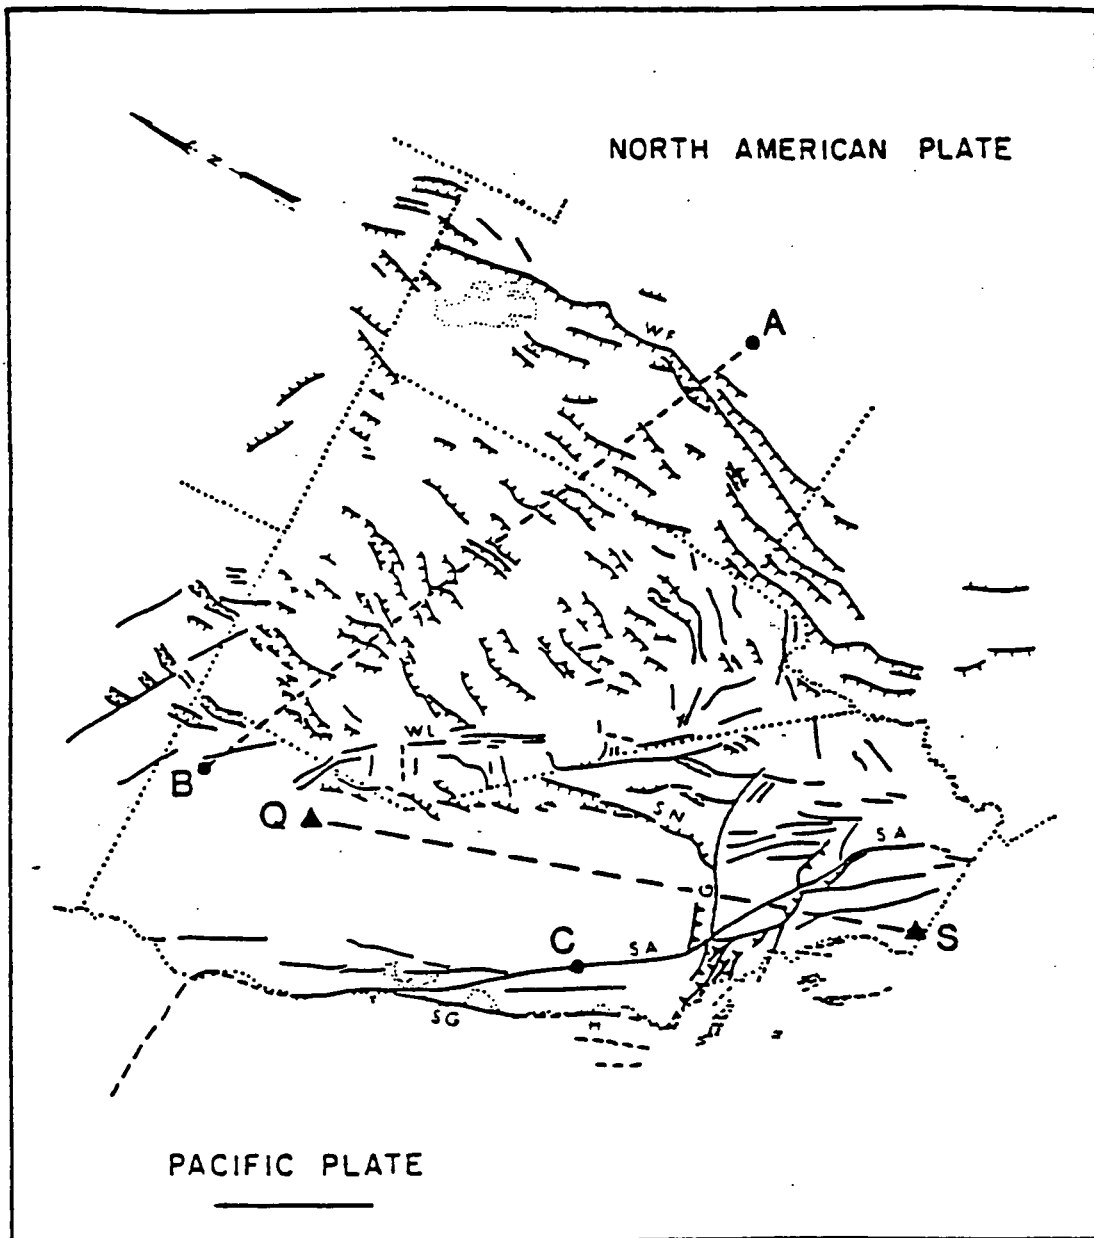 NORTH AMERICAN PLATE
N
WF
A
WL
B
Q
SN
SA
G
S
C
SA
SG
H
PACIFIC PLATE